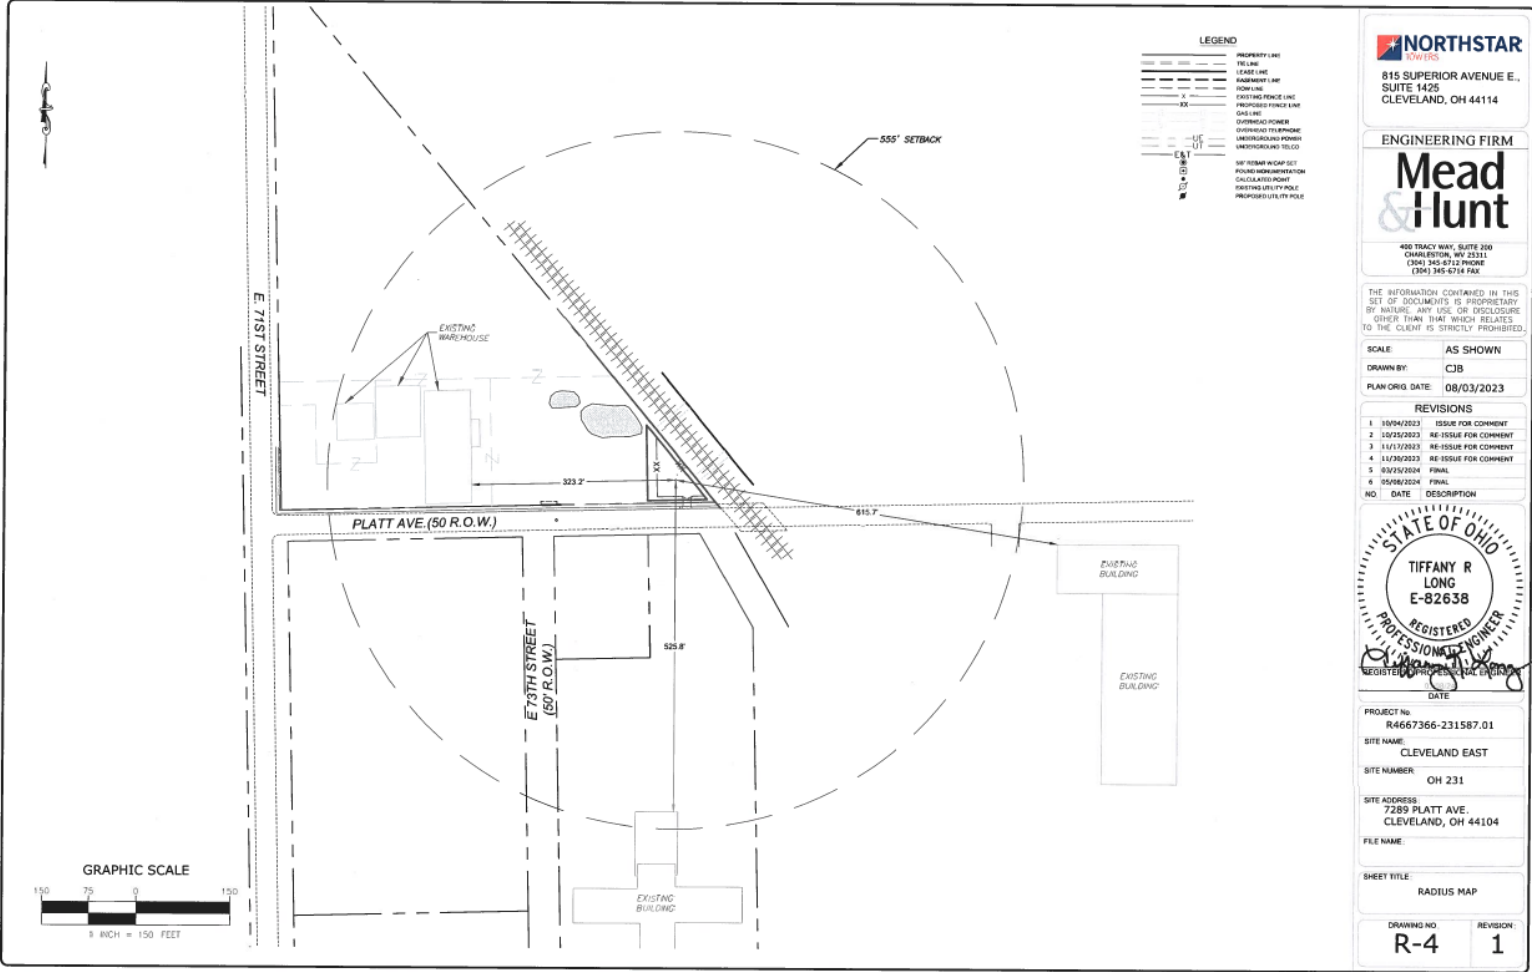 LEGEND
PROPERTY LINE
TIE LINE
LEASE LINE
EASEMENT LINE
ROW LINE
X
EXISTING FENCE LINE
XX
PROPOSED FENCE LINE
GAS LINE
OVERHEAD POWER
OVERHEAD TELEPHONE
UE
UNDERGROUND POWER
UT
UNDERGROUND TELCO
E&T
5/8" REBAR W/CAP SET
FOUND MONUMENTATION
CALCULATED POINT
EXISTING UTILITY POLE
PROPOSED UTILITY POLE
555' SETBACK
E. 71ST STREET
EXISTING
WAREHOUSE
Z
Z
Z
Z
XX
323.2'
615.7'
PLATT AVE.(50 R.O.W.)
E 73TH STREET
(50' R.O.W.)
525.8'
EXISTING
BUILDING
EXISTING
BUILDING
EXISTING
BUILDING
GRAPHIC SCALE
150 75 0 150
INCH = 150 FEET
NORTHSTAR
TOWERS
815 SUPERIOR AVENUE E.,
SUITE 1425
CLEVELAND, OH 44114
ENGINEERING FIRM
Mead
&Hunt
400 TRACY WAY, SUITE 200
CHARLESTON, WV 25311
(304) 345-6712 PHONE
(304) 345-6714 FAX
THE INFORMATION CONTAINED IN THIS
SET OF DOCUMENTS IS PROPRIETARY
BY NATURE. ANY USE OR DISCLOSURE
OTHER THAN THAT WHICH RELATES
TO THE CLIENT IS STRICTLY PROHIBITED.
SCALE: AS SHOWN
DRAWN BY: CJB
PLAN ORIG. DATE: 08/03/2023
REVISIONS
1 10/04/2023 ISSUE FOR COMMENT
2 10/25/2023 RE-ISSUE FOR COMMENT
3 11/17/2023 RE-ISSUE FOR COMMENT
4 11/30/2023 RE-ISSUE FOR COMMENT
5 03/25/2024 FINAL
6 05/08/2024 FINAL
NO. DATE DESCRIPTION
STATE OF OHIO
TIFFANY R
LONG
E-82638
REGISTERED
PROFESSIONAL ENGINEER
Tiffany R. Long
REGISTERED PROFESSIONAL ENGINEER
DATE
PROJECT No.
R4667366-231587.01
SITE NAME:
CLEVELAND EAST
SITE NUMBER:
OH 231
SITE ADDRESS:
7289 PLATT AVE.
CLEVELAND, OH 44104
FILE NAME:
SHEET TITLE:
RADIUS MAP
DRAWING NO.
R-4
REVISION:
1